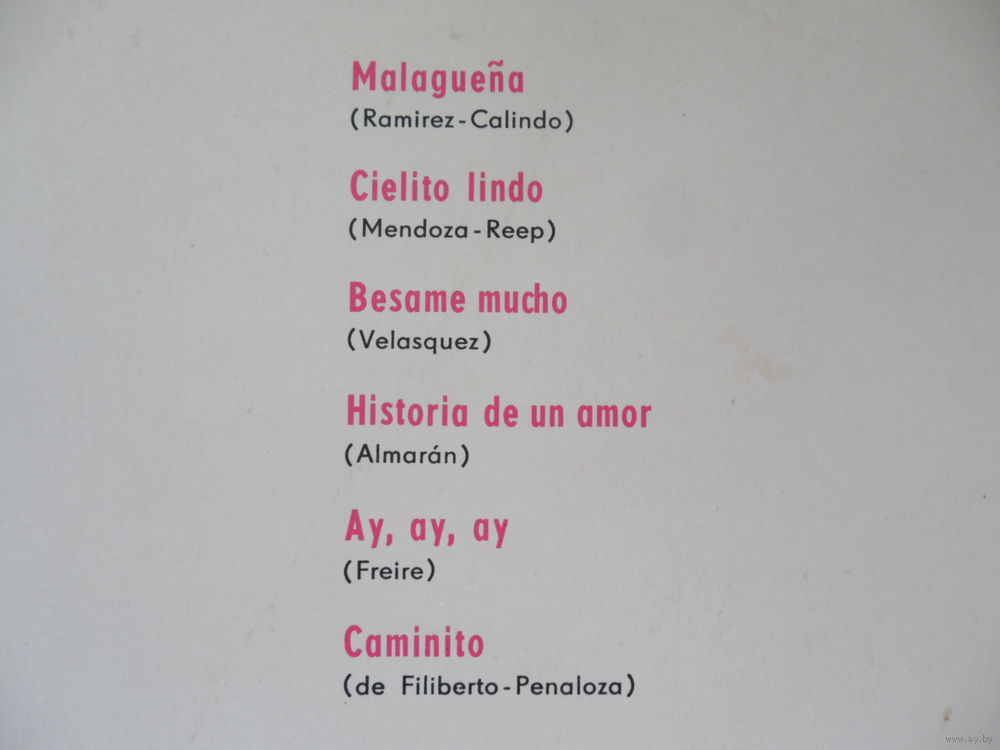 Malagueña
(Ramirez-Calindo)
Cielito lindo
(Mendoza-Reep)
Besame mucho
(Velasquez)
Historia de un amor
(Almarán)
Ay, ay, ay
(Freire)
Caminito
(de Filiberto-Penaloza)
www.ay.by